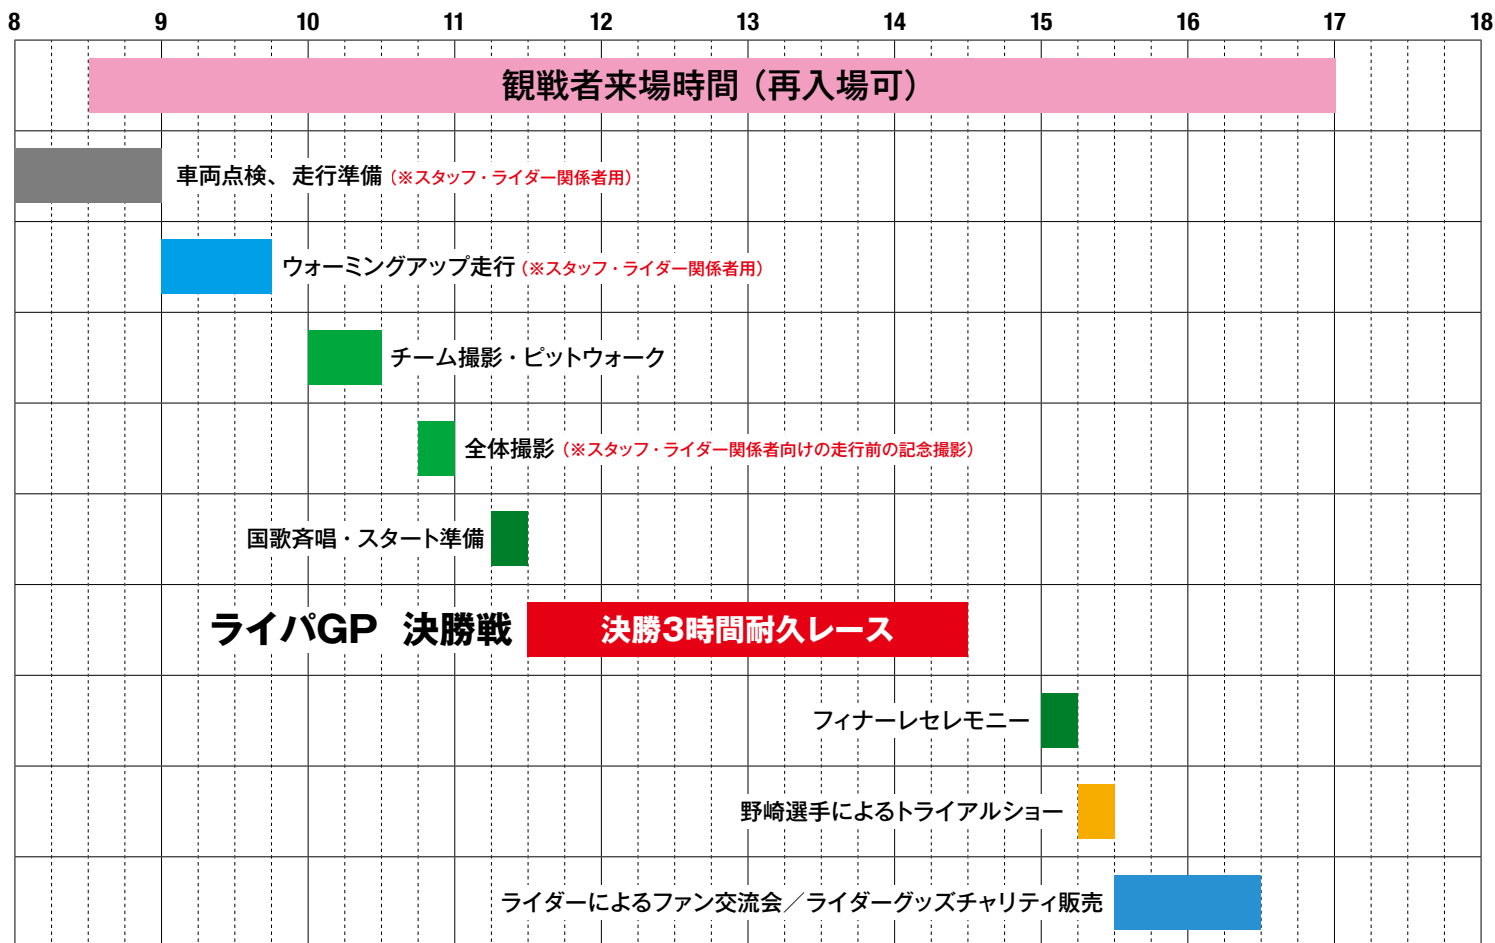 8 9 10 11 12 13 14 15 16 17 18
観戦者来場時間（再入場可）
車両点検、走行準備（※スタッフ・ライダー関係者用）
ウォーミングアップ走行（※スタッフ・ライダー関係者用）
チーム撮影・ピットウォーク
全体撮影（※スタッフ・ライダー関係者向けの走行前の記念撮影）
国歌斉唱・スタート準備
ライパGP 決勝戦 決勝3時間耐久レース
フィナーレセレモニー
野崎選手によるトライアルショー
ライダーによるファン交流会／ライダーグッズチャリティ販売